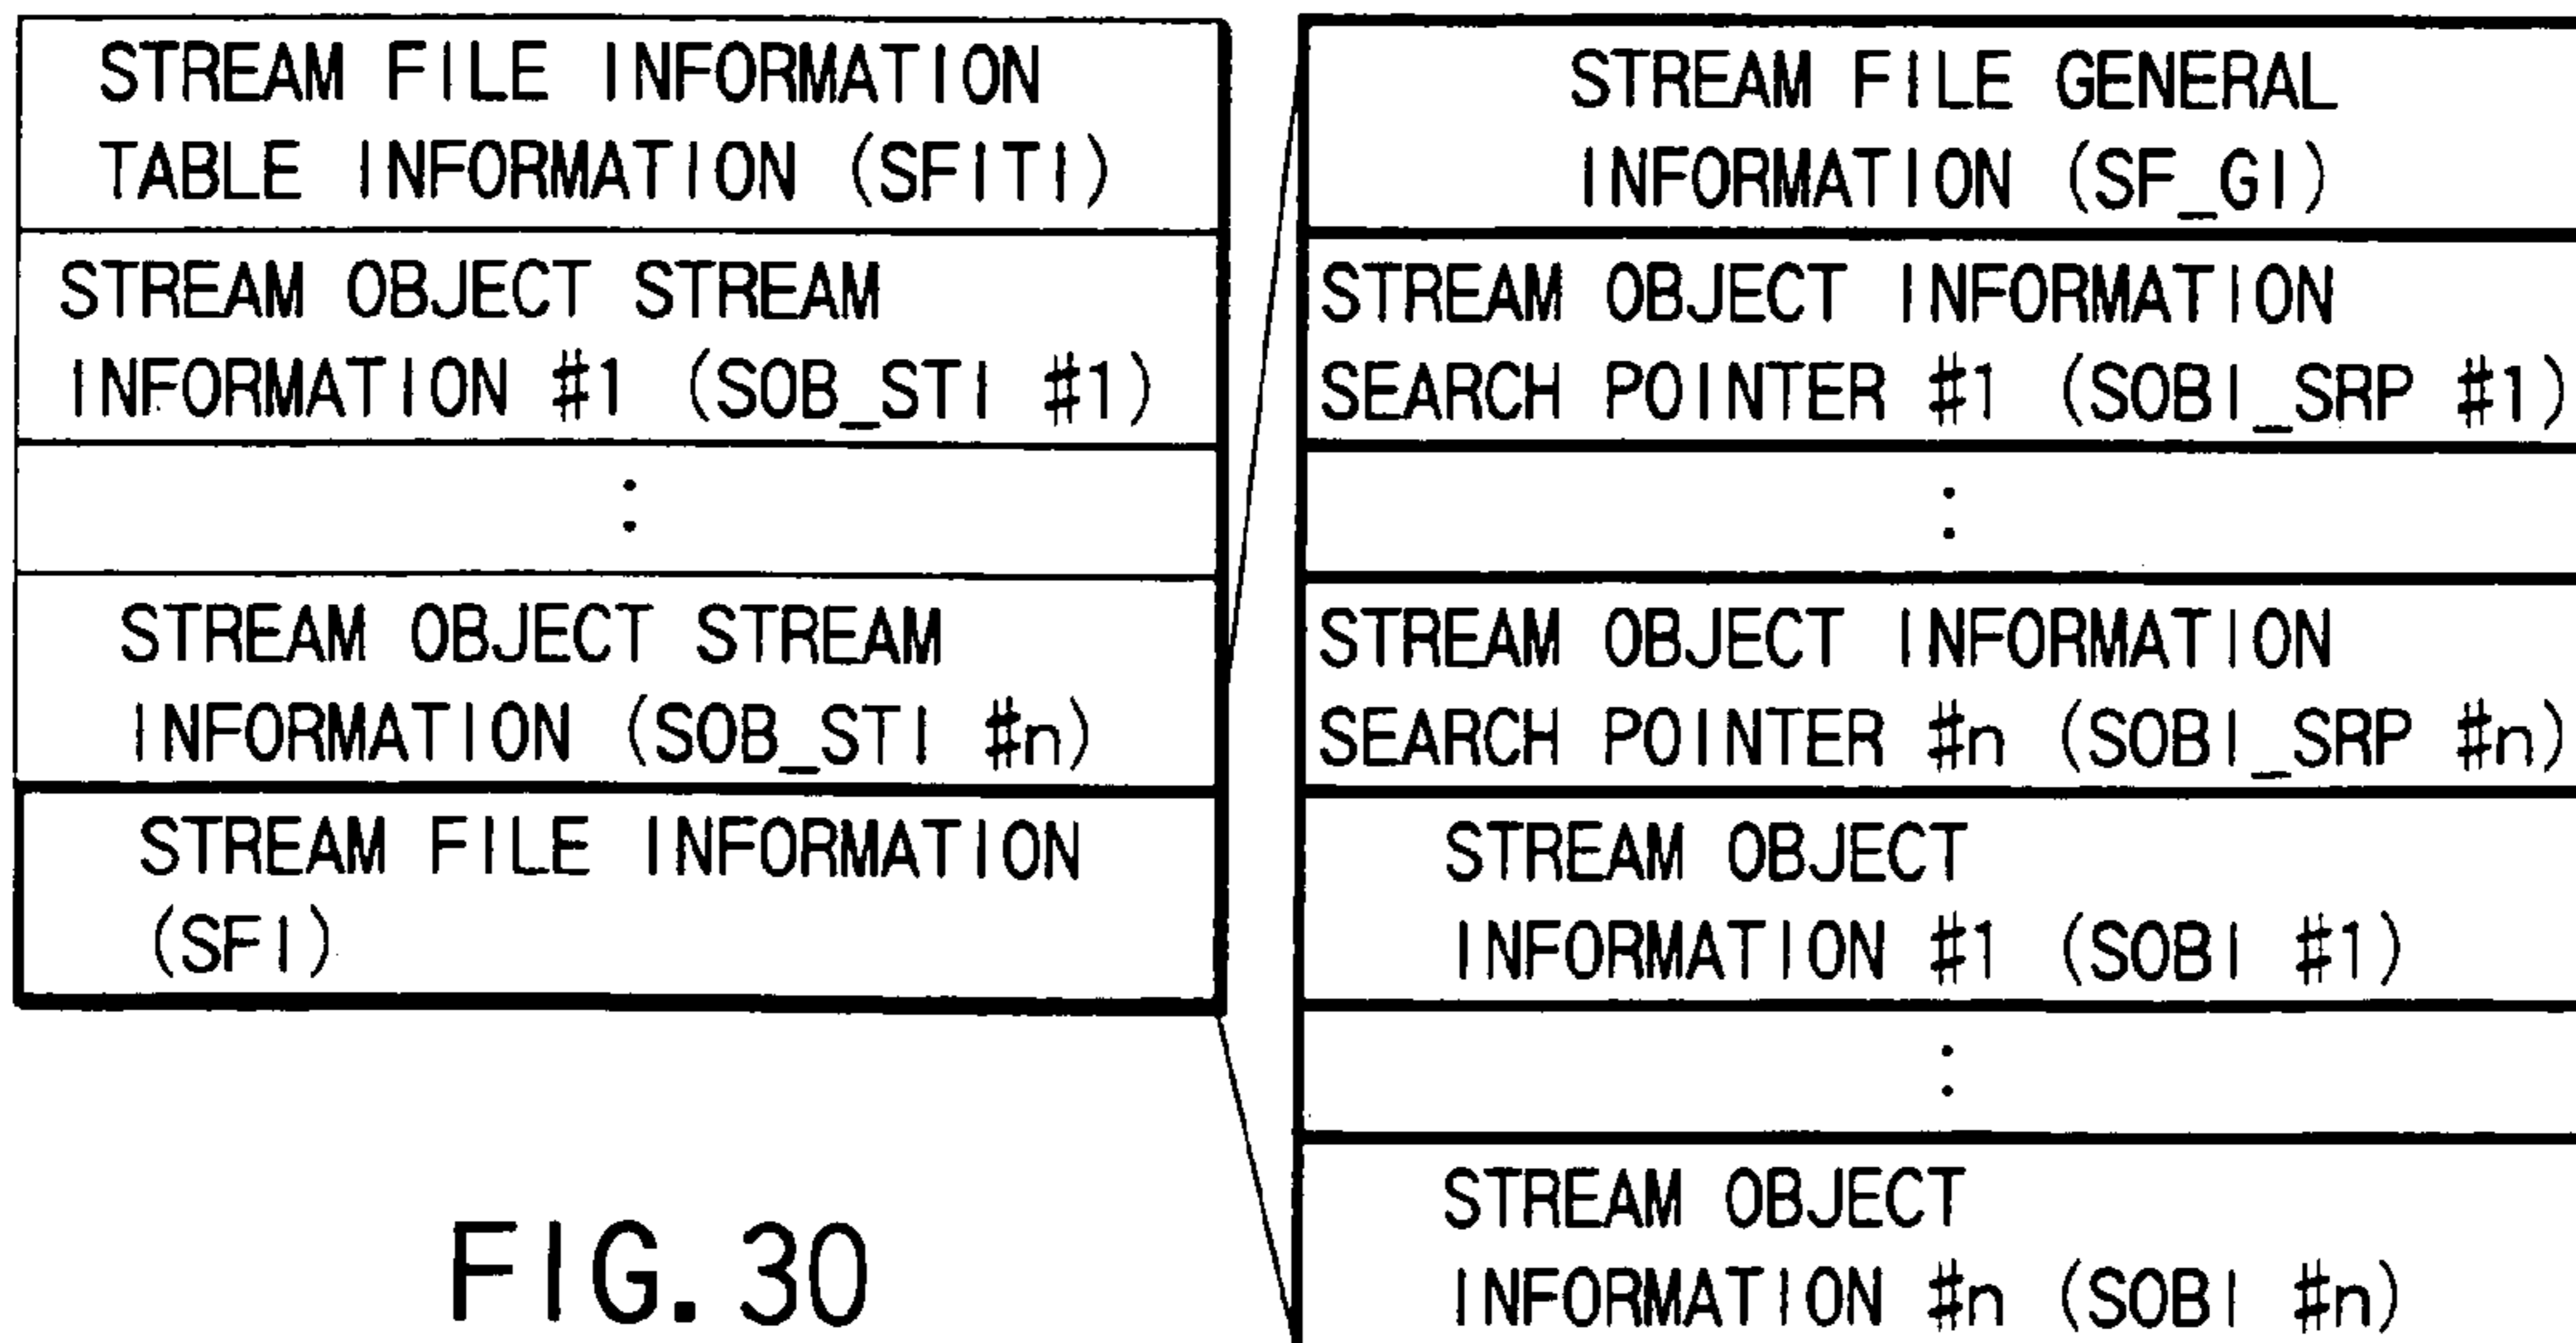 STREAM FILE INFORMATION
TABLE INFORMATION (SFITI)
STREAM OBJECT STREAM
INFORMATION #1 (SOB_STI #1)
:
STREAM OBJECT STREAM
INFORMATION (SOB_STI #n)
STREAM FILE INFORMATION
(SFI)
STREAM FILE GENERAL
INFORMATION (SF_GI)
STREAM OBJECT INFORMATION
SEARCH POINTER #1 (SOBI_SRP #1)
:
STREAM OBJECT INFORMATION
SEARCH POINTER #n (SOBI_SRP #n)
STREAM OBJECT
INFORMATION #1 (SOBI #1)
:
STREAM OBJECT
INFORMATION #n (SOBI #n)
FIG. 30